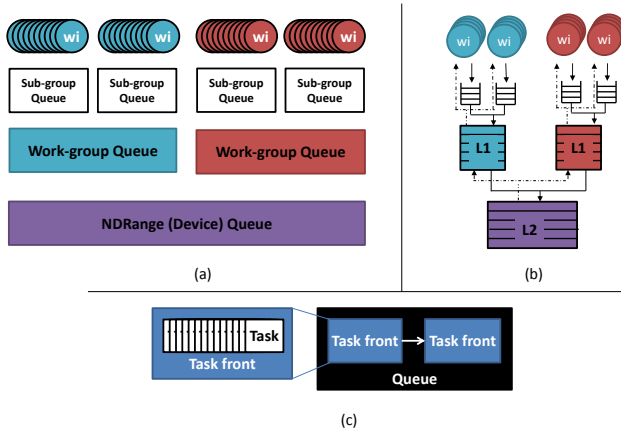 wi wi wi wi
Sub-group
Queue
Sub-group
Queue
Sub-group
Queue
Sub-group
Queue
Work-group Queue Work-group Queue
NDRange (Device) Queue
(a)
wi wi wi wi
L1 L1
L2
(b)
Task
Task front
Task front Task front
Queue
(c)